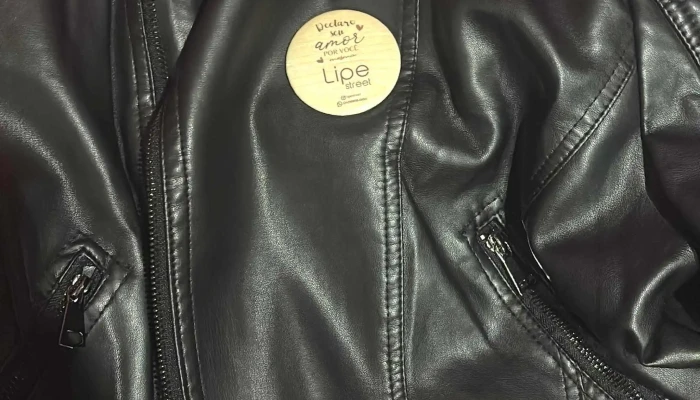 Declare
seu
amor
POR VOCÊ
Lipe
street